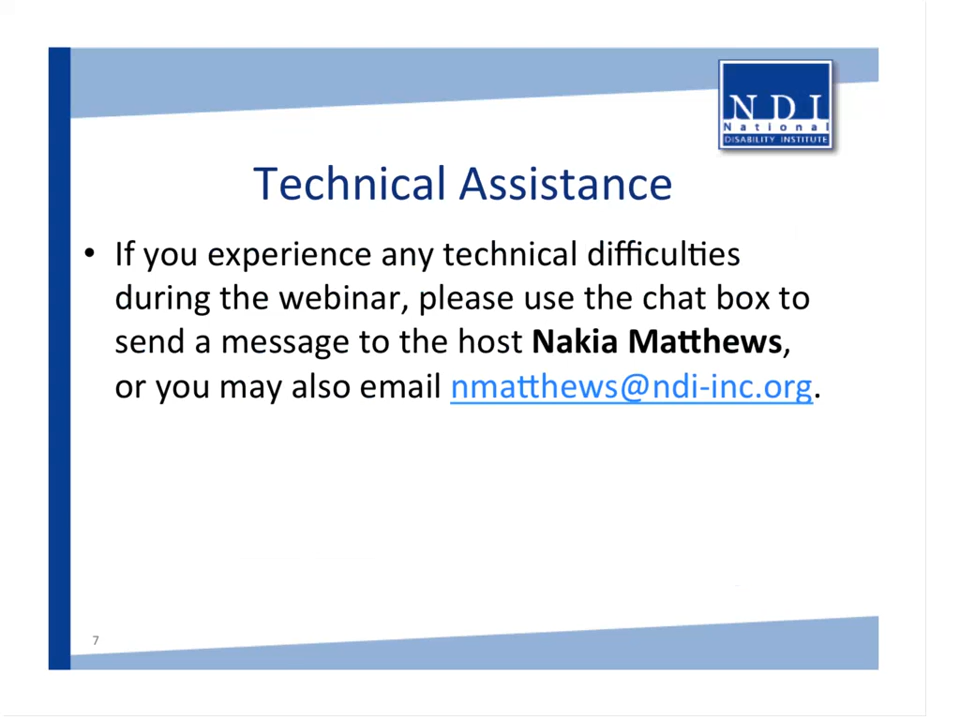 NDI
National
DISABILITY INSTITUTE
Technical Assistance
• If you experience any technical difficulties
during the webinar, please use the chat box to
send a message to the host Nakia Matthews,
or you may also email nmatthews@ndi-inc.org.
7